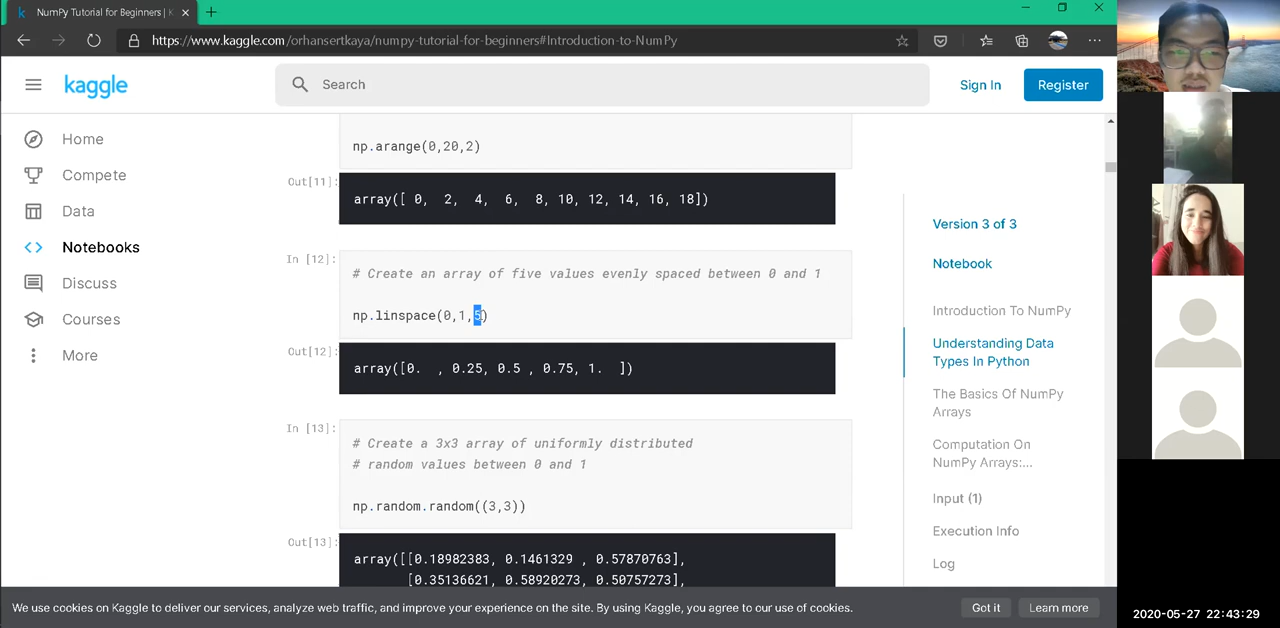 NumPy Tutorial for Beginners | K
https://www.kaggle.com/orhansertkaya/numpy-tutorial-for-beginners#Introduction-to-NumPy
kaggle
Search
Sign In
Register
Home
Compete
Data
Notebooks
Discuss
Courses
More
np.arange(0,20,2)
Out[11]:
array([ 0, 2, 4, 6, 8, 10, 12, 14, 16, 18])
In [12]:
# Create an array of five values evenly spaced between 0 and 1
np.linspace(0,1,5)
Out[12]:
array([0. , 0.25, 0.5 , 0.75, 1. ])
In [13]:
# Create a 3x3 array of uniformly distributed
# random values between 0 and 1
np.random.random((3,3))
Out[13]:
array([[0.18982383, 0.1461329 , 0.57870763],
[0.35136621, 0.58920273, 0.50757273],
Version 3 of 3
Notebook
Introduction To NumPy
Understanding Data
Types In Python
The Basics Of NumPy
Arrays
Computation On
NumPy Arrays:...
Input (1)
Execution Info
Log
We use cookies on Kaggle to deliver our services, analyze web traffic, and improve your experience on the site. By using Kaggle, you agree to our use of cookies.
Got it
Learn more
2020-05-27 22:43:29